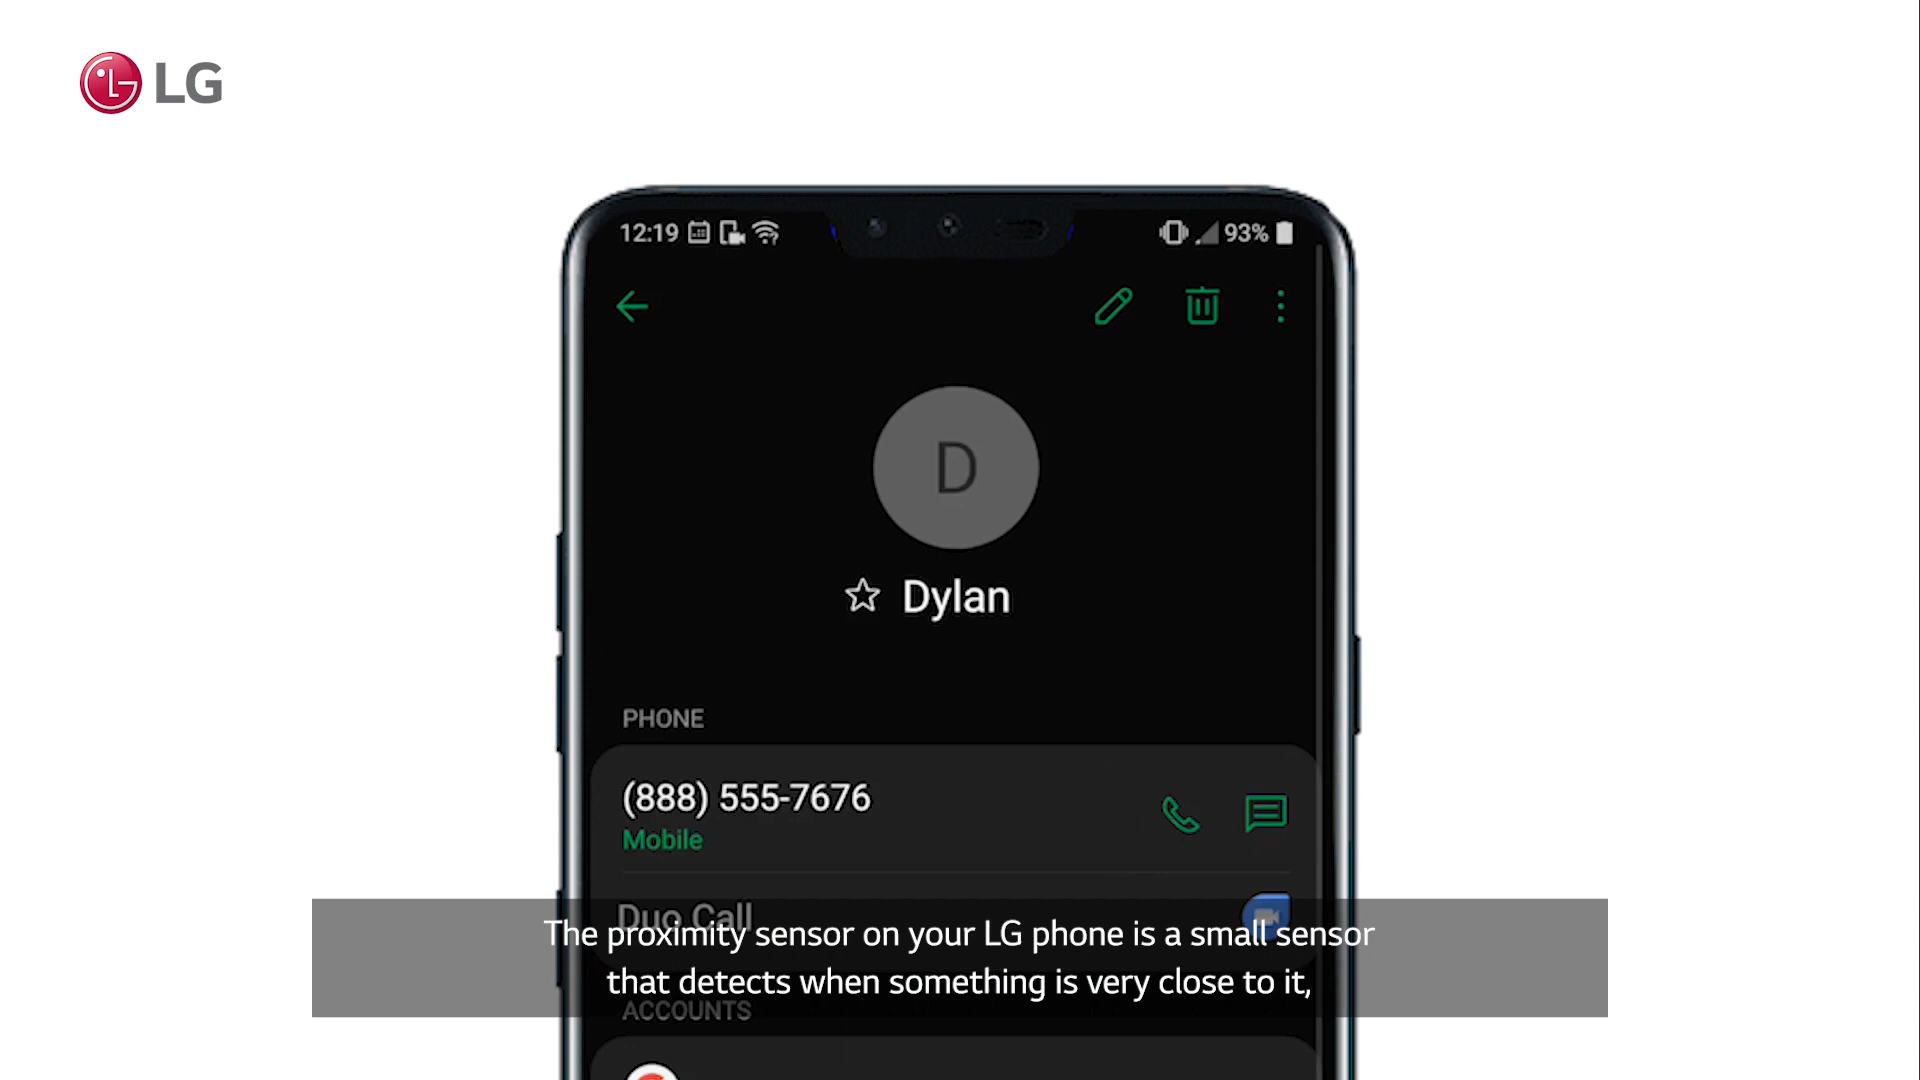 LG
12:19 93%
D
Dylan
PHONE
(888) 555-7676
Mobile
Duo Call
The proximity sensor on your LG phone is a small sensor
that detects when something is very close to it,
ACCOUNTS